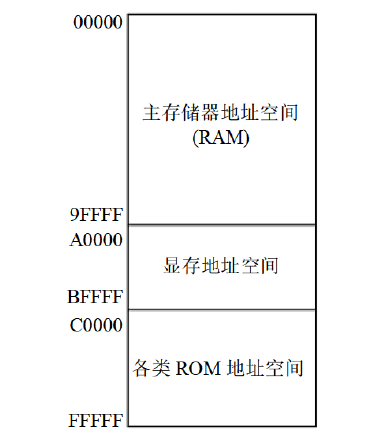 00000
主存储器地址空间
(RAM)
9FFFF
A0000
显存地址空间
BFFFF
C0000
各类 ROM 地址空间
FFFFF